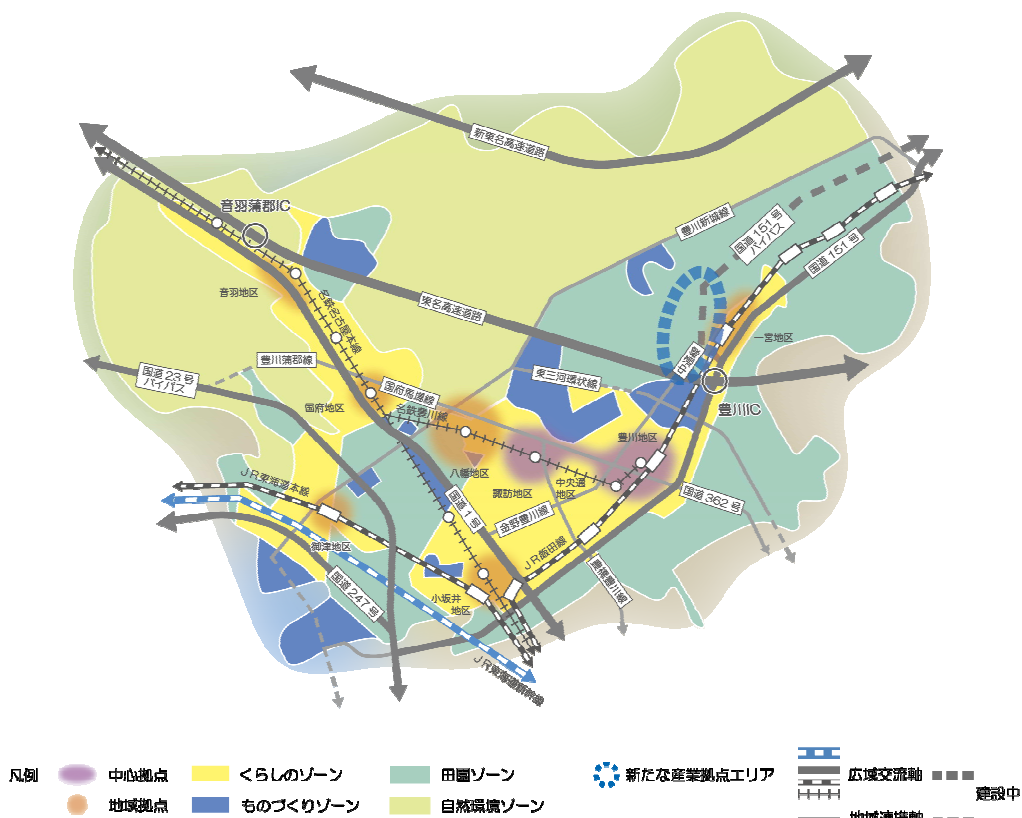 新東名高速道路
音羽蒲郡IC
豊川新城線
国道151号
バイパス
国道151号
音羽地区
名鉄名古屋本線
東名高速道路
一宮地区
豊川蒲郡線
中通線
国道23号
バイパス
東三河環状線
国府地区
名鉄豊川線
豊川IC
豊川地区
八幡地区
中央通
地区
諏訪地区
JR東海道本線
国道1号
国道362号
金野豊川線
御津地区
JR飯田線
豊橋豊川線
国道247号
小坂井
地区
JR東海道新幹線
凡例
中心拠点
くらしのゾーン
田園ゾーン
新たな産業拠点エリア
広域交流軸
建設中
地域拠点
ものづくりゾーン
自然環境ゾーン
地域連携軸